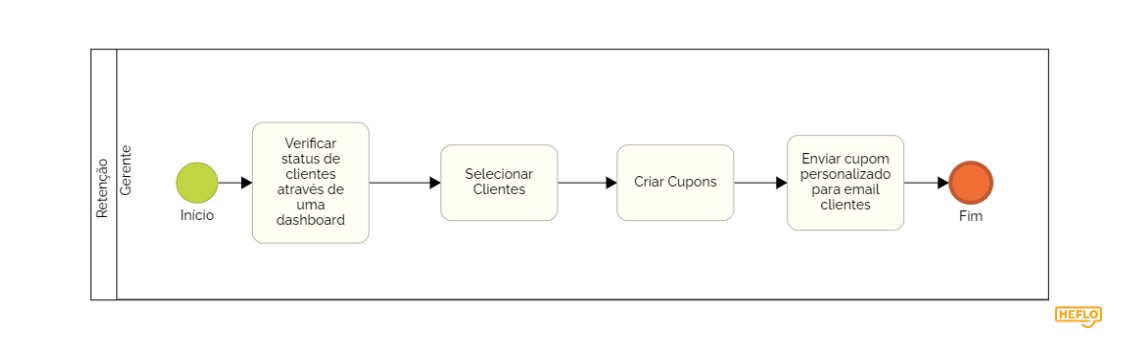 Retenção
Gerente
Início
Verificar
status de
clientes
através de
uma
dashboard
Selecionar
Clientes
Criar Cupons
Enviar cupom
personalizado
para email
clientes
Fim
HEFLO